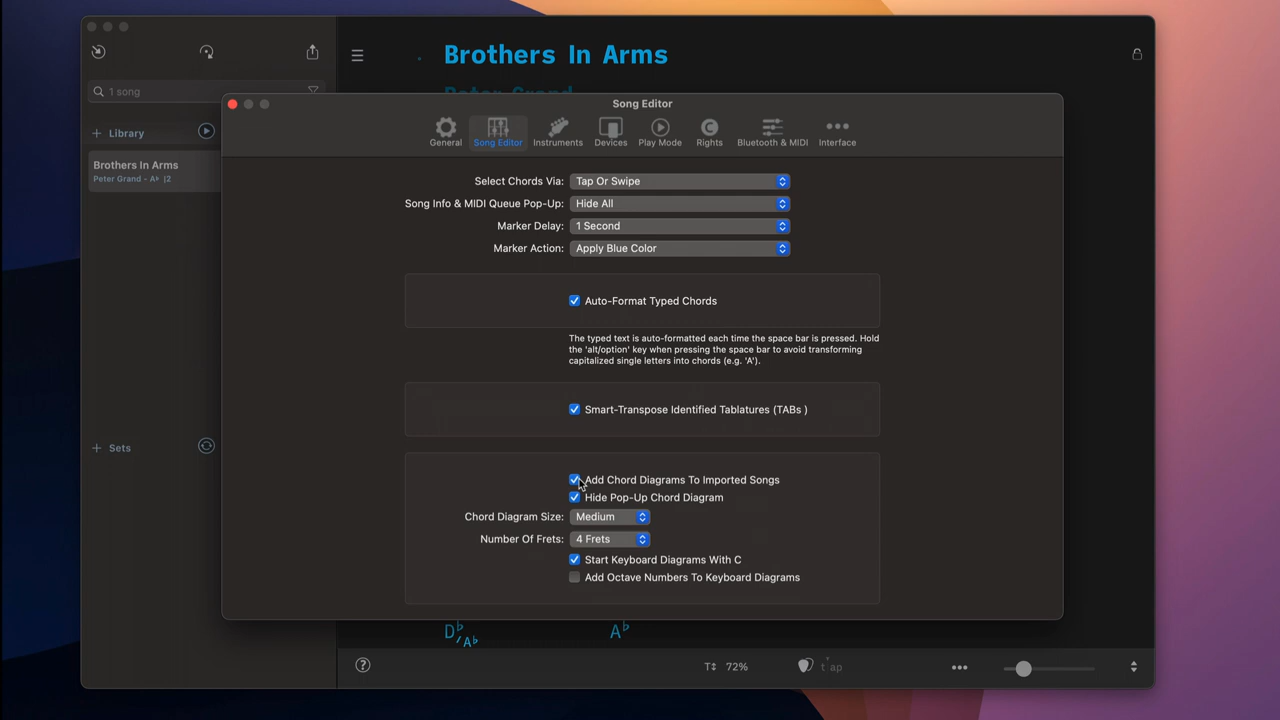 Brothers In Arms
Peter Grand
1 song
Library
Brothers In Arms
Peter Grand - A♭ |2
Sets
Song Editor
General
Song Editor
Instruments
Devices
Play Mode
Rights
Bluetooth & MIDI
Interface
Select Chords Via: Tap Or Swipe
Song Info & MIDI Queue Pop-Up: Hide All
Marker Delay: 1 Second
Marker Action: Apply Blue Color
Auto-Format Typed Chords
The typed text is auto-formatted each time the space bar is pressed. Hold
the 'alt/option' key when pressing the space bar to avoid transforming
capitalized single letters into chords (e.g. 'A').
Smart-Transpose Identified Tablatures (TABs )
Add Chord Diagrams To Imported Songs
Hide Pop-Up Chord Diagram
Chord Diagram Size: Medium
Number Of Frets: 4 Frets
Start Keyboard Diagrams With C
Add Octave Numbers To Keyboard Diagrams
D♭/A♭ A♭
72%